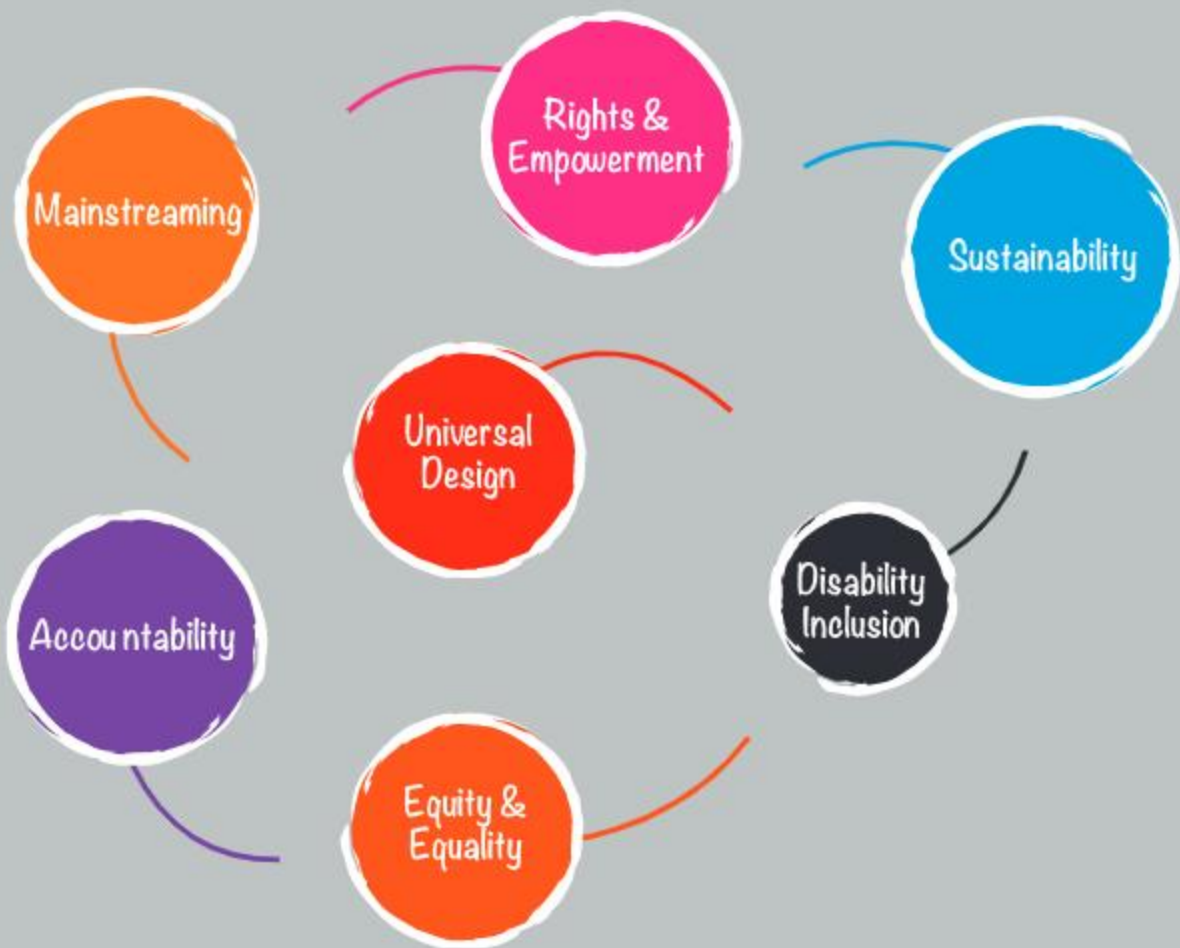 Rights &
Empowerment
Mainstreaming
Sustainability
Universal
Design
Disability
Inclusion
Accountability
Equity &
Equality